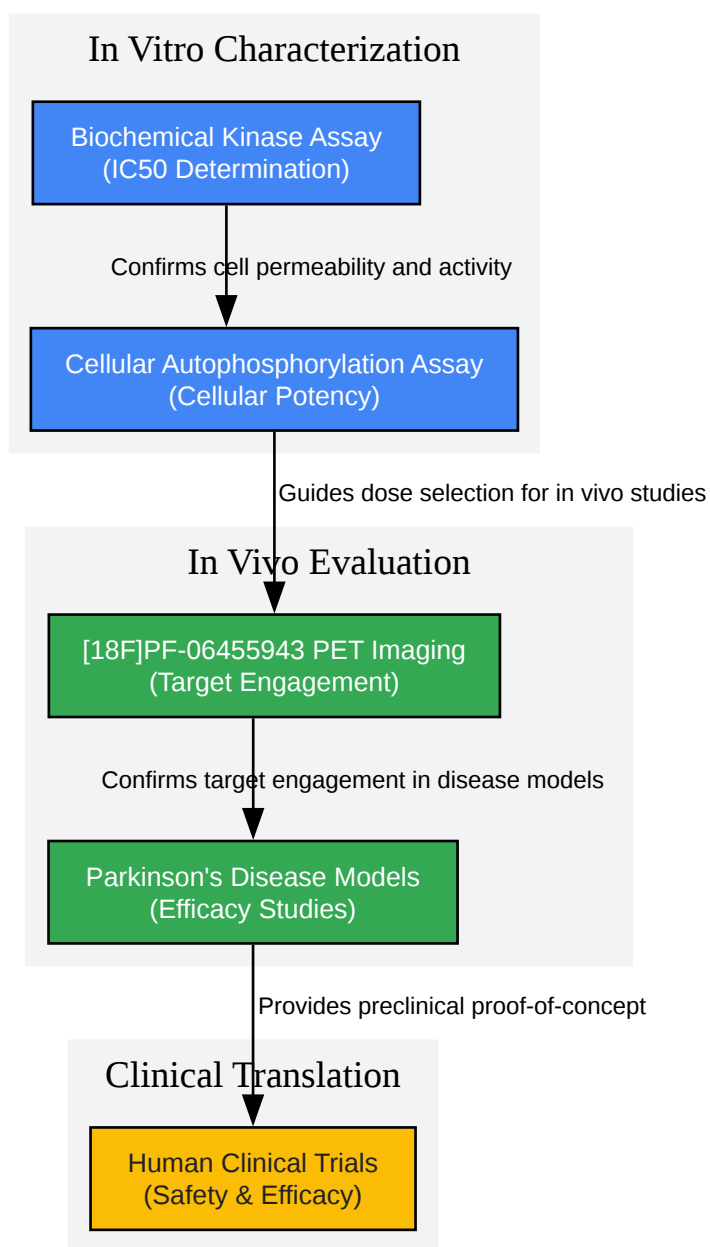 In Vitro Characterization
Biochemical Kinase Assay
(IC50 Determination)
Confirms cell permeability and activity
Cellular Autophosphorylation Assay
(Cellular Potency)
Guides dose selection for in vivo studies
In Vivo Evaluation
[18F]PF-06455943 PET Imaging
(Target Engagement)
Confirms target engagement in disease models
Parkinson's Disease Models
(Efficacy Studies)
Provides preclinical proof-of-concept
Clinical Translation
Human Clinical Trials
(Safety & Efficacy)